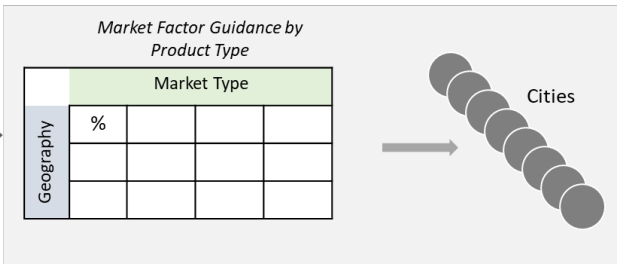 Market Factor Guidance by
Product Type
Market Type
Geography
%
Cities